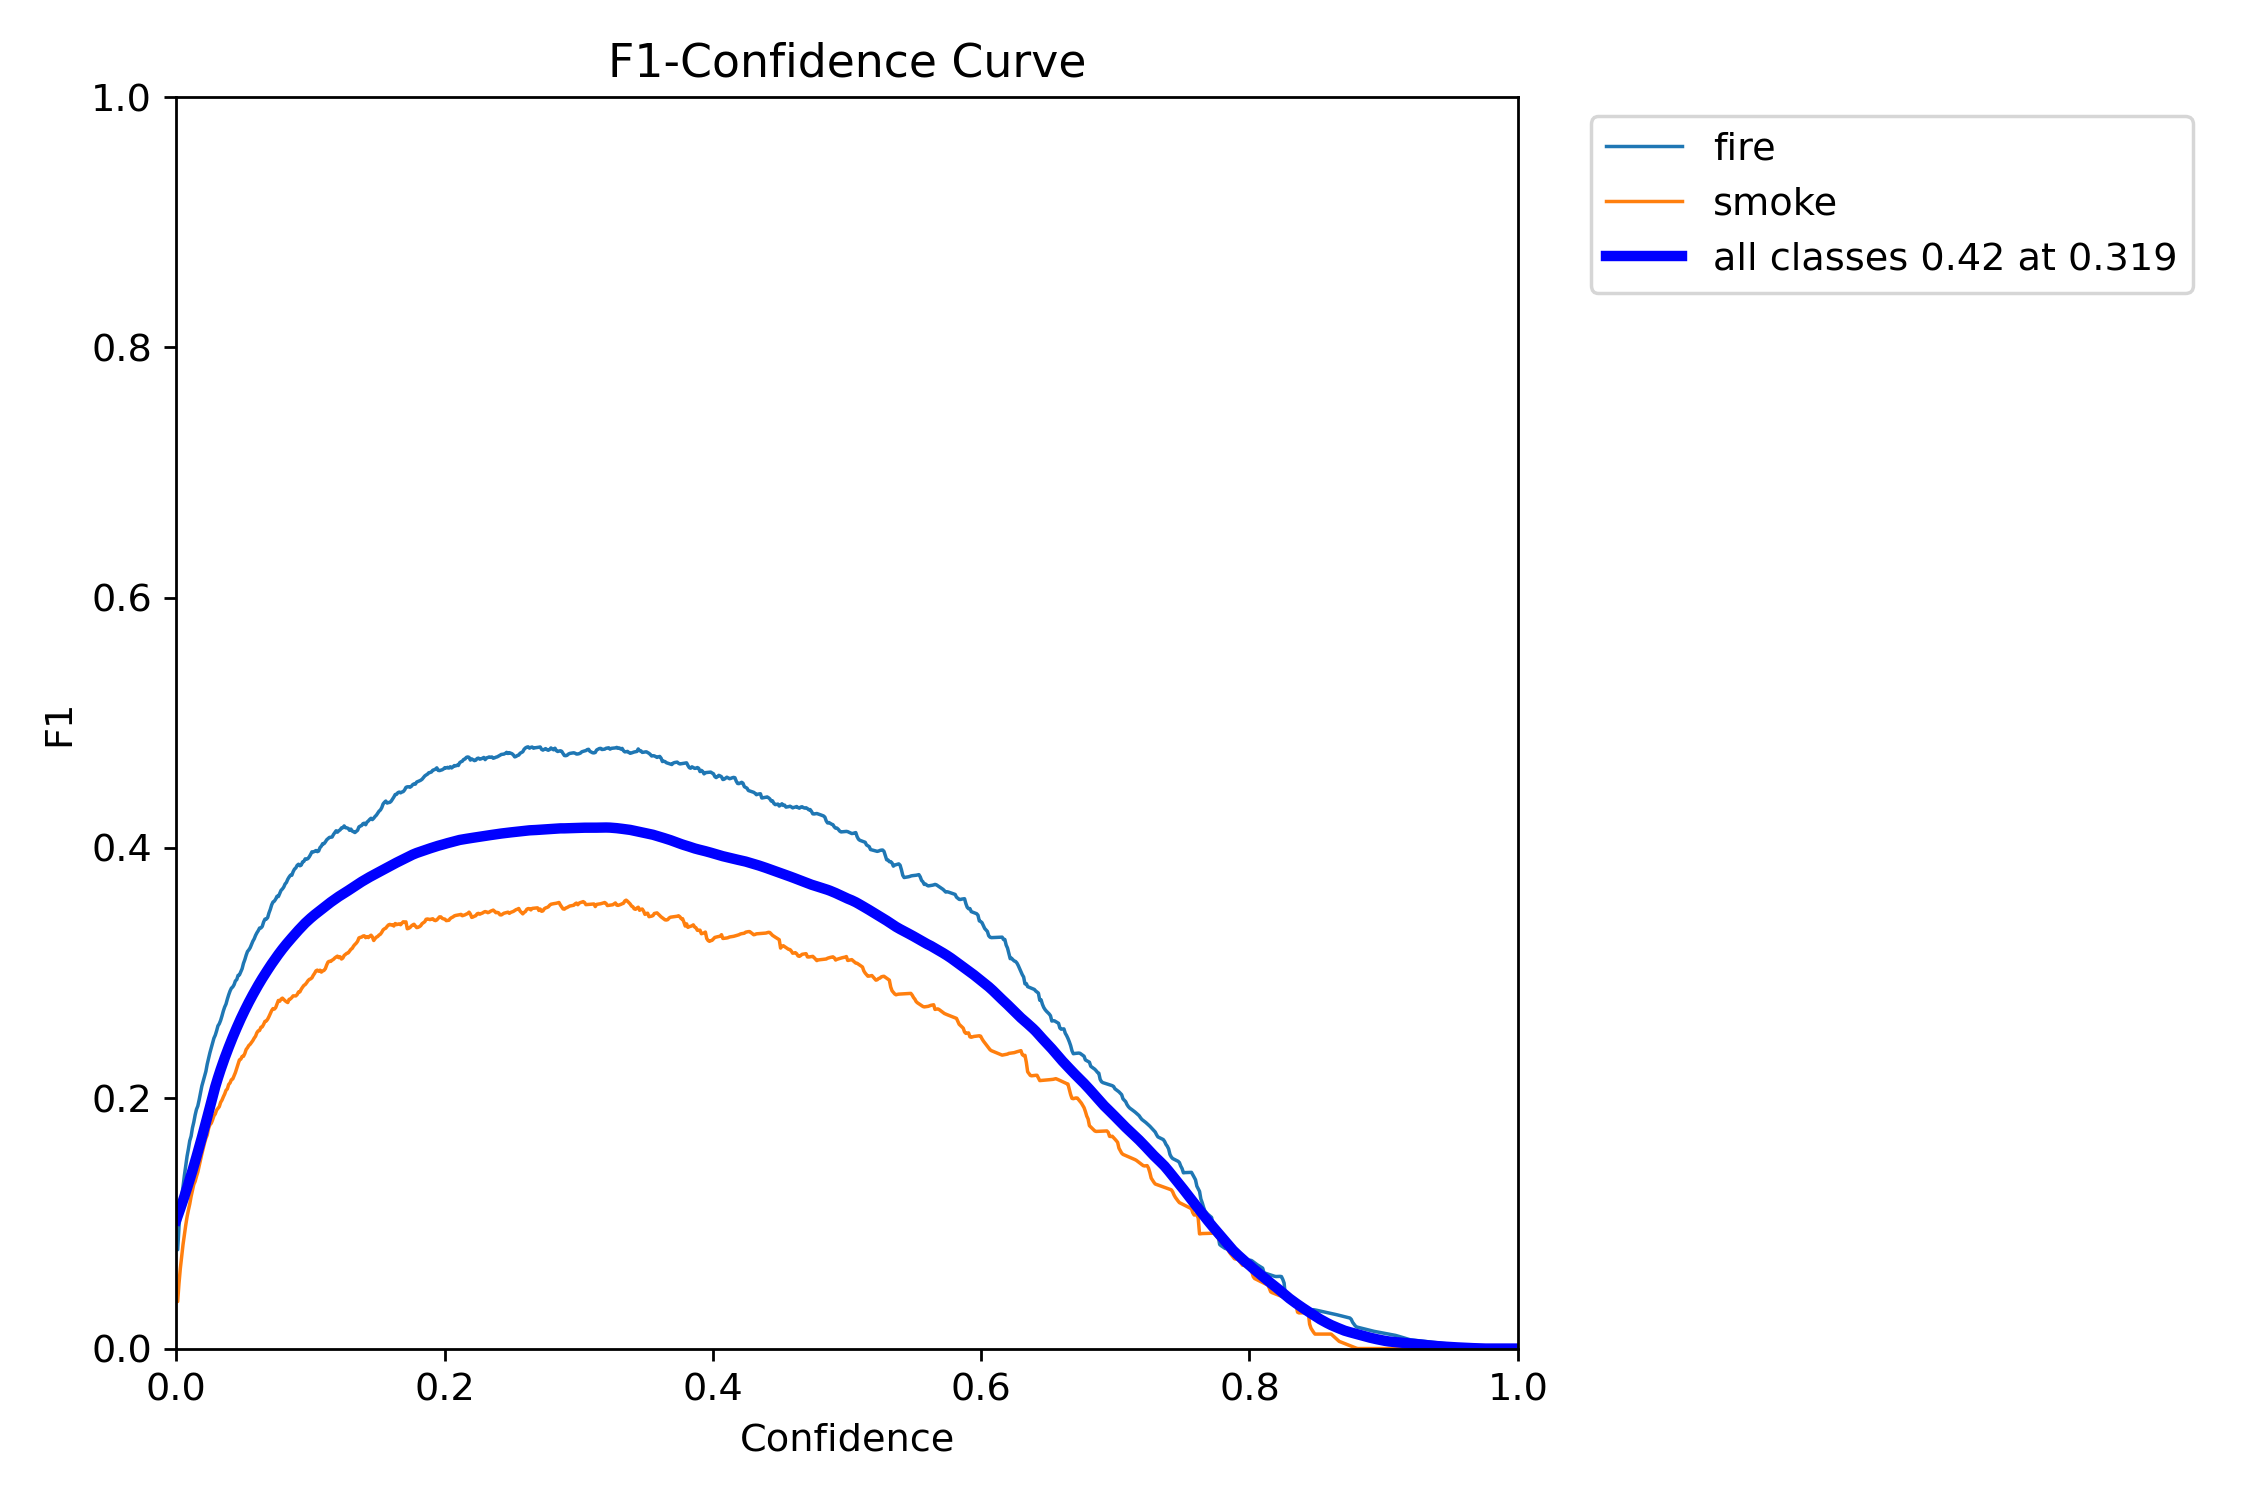 F1-Confidence Curve
1.0
0.8
0.6
0.4
0.2
0.0
F1
0.0 0.2 0.4 0.6 0.8 1.0
Confidence
fire
smoke
all classes 0.42 at 0.319